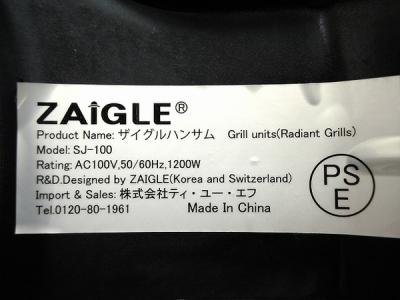 ZAiGLE®
Product Name: ザイグルハンサム Grill units(Radiant Grills)
Model: SJ-100
Rating: AC100V,50/60Hz,1200W
R&D.Designed by ZAIGLE(Korea and Switzerland)
Import & Sales: 株式会社ティ・ユー・エフ
Tel.0120-80-1961 Made In China
PS
E